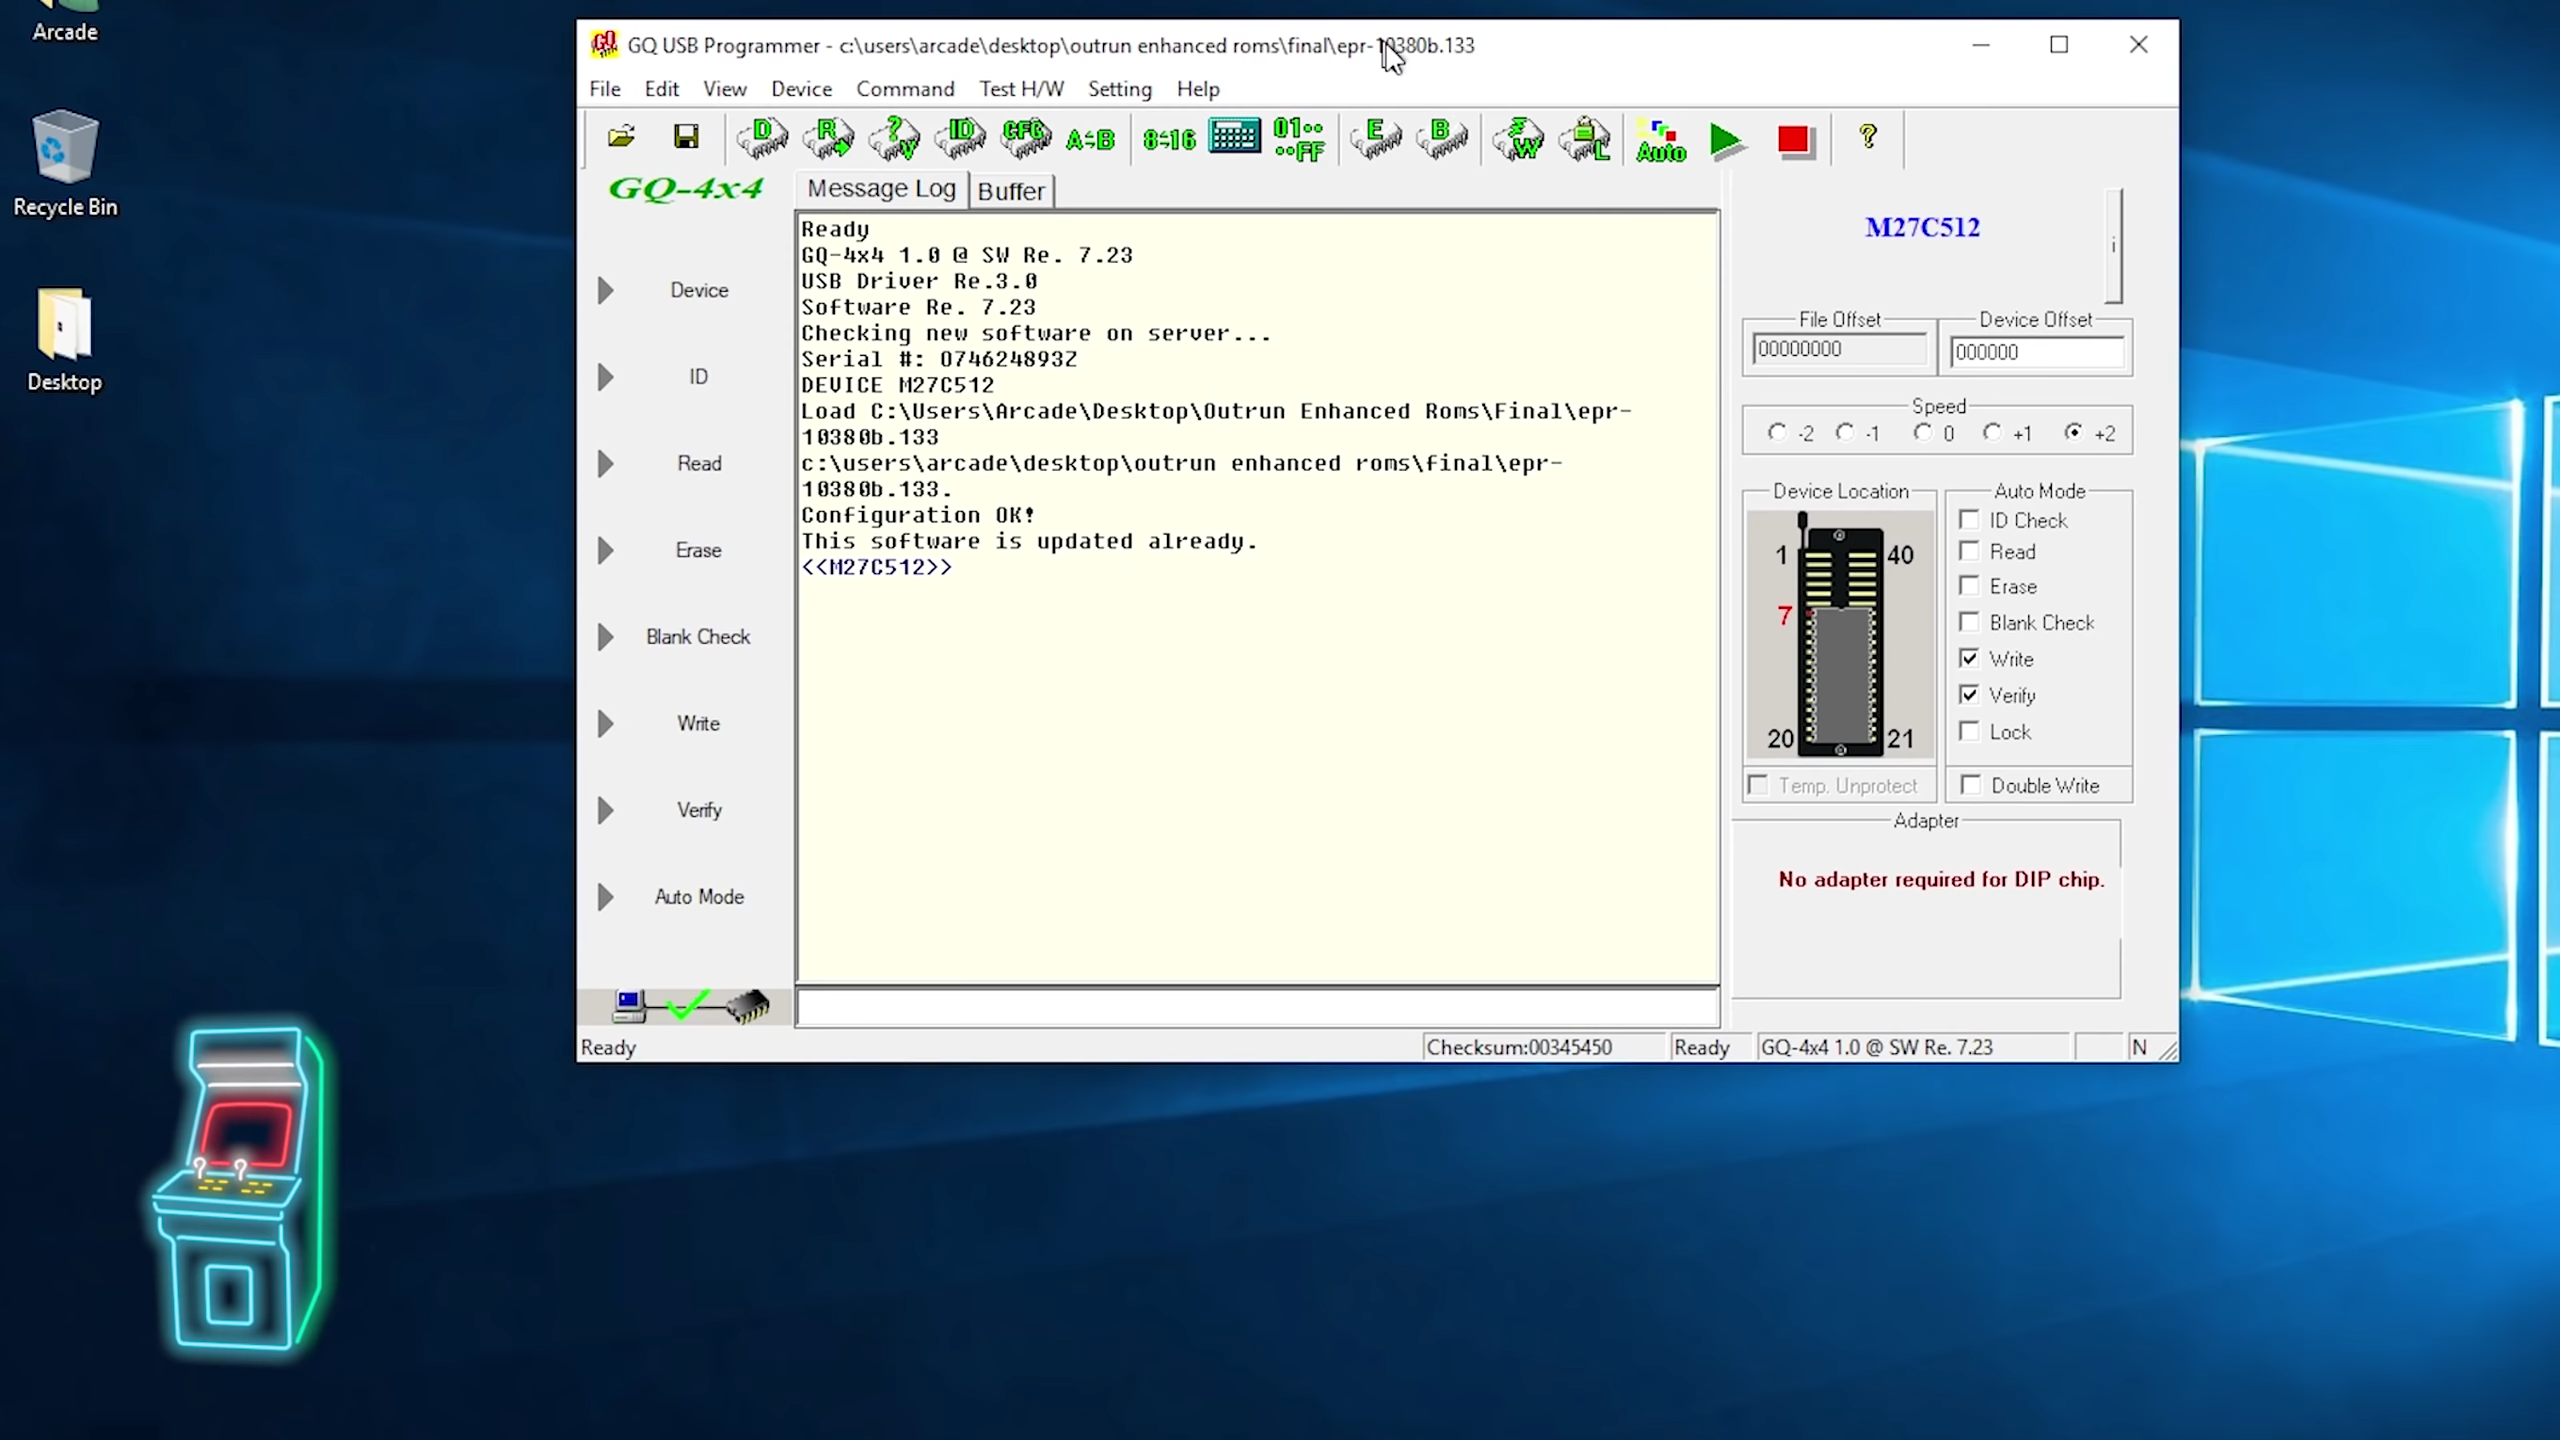 Arcade
Recycle Bin
Desktop
GQ USB Programmer - c:\users\arcade\desktop\outrun enhanced roms\final\epr-10380b.133
File Edit View Device Command Test H/W Setting Help
D R ?V ID CFG A÷B 8÷16 01•• ••FF E B W L Auto ?
GQ-4x4
Message Log Buffer
Device
ID
Read
Erase
Blank Check
Write
Verify
Auto Mode
Ready
GQ-4x4 1.0 @ SW Re. 7.23
USB Driver Re.3.0
Software Re. 7.23
Checking new software on server...
Serial #: 074624893Z
DEVICE M27C512
Load C:\Users\Arcade\Desktop\Outrun Enhanced Roms\Final\epr-
10380b.133
c:\users\arcade\desktop\outrun enhanced roms\final\epr-
10380b.133.
Configuration OK!
This software is updated already.
<<M27C512>>
M27C512
i
File Offset Device Offset
00000000 000000
Speed
-2 -1 0 +1 +2
Device Location
1 40
7
20 21
Temp. Unprotect
Auto Mode
ID Check
Read
Erase
Blank Check
Write
Verify
Lock
Double Write
Adapter
No adapter required for DIP chip.
Ready Checksum:00345450 Ready GQ-4x4 1.0 @ SW Re. 7.23 N